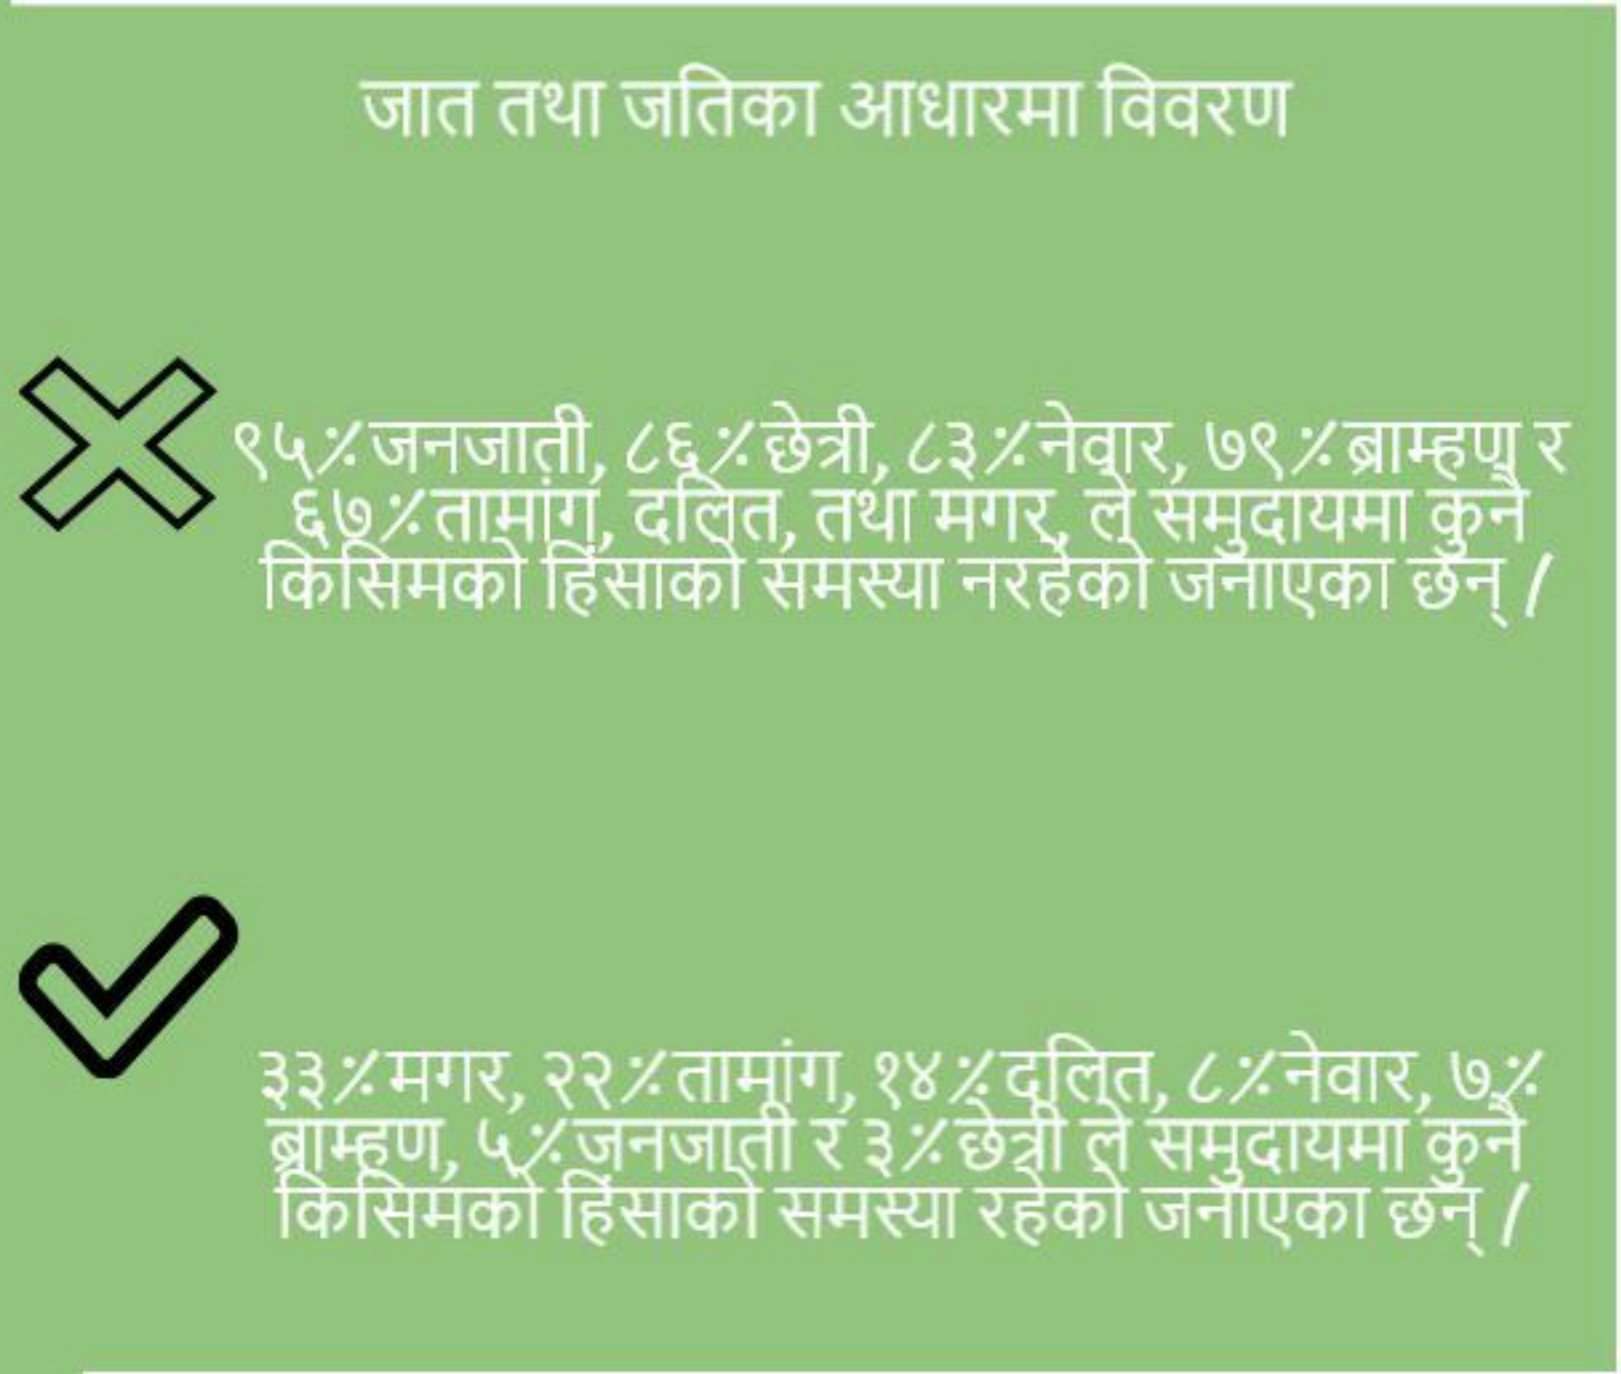 जात तथा जतिका आधारमा विवरण
९५٪जनजाती, ८६٪छेत्री, ८३٪नेवार, ७९٪ब्राम्हण र
६७٪तामांग, दलित, तथा मगर, ले समुदायमा कुनै
किसिमको हिंसाको समस्या नरहेको जनाएका छन् /
३३٪मगर, २२٪तामांग, १४٪दलित, ८٪नेवार, ७٪
ब्राम्हण, ५٪जनजाती र ३٪छेत्री ले समुदायमा कुनै
किसिमको हिंसाको समस्या रहेको जनाएका छन् /